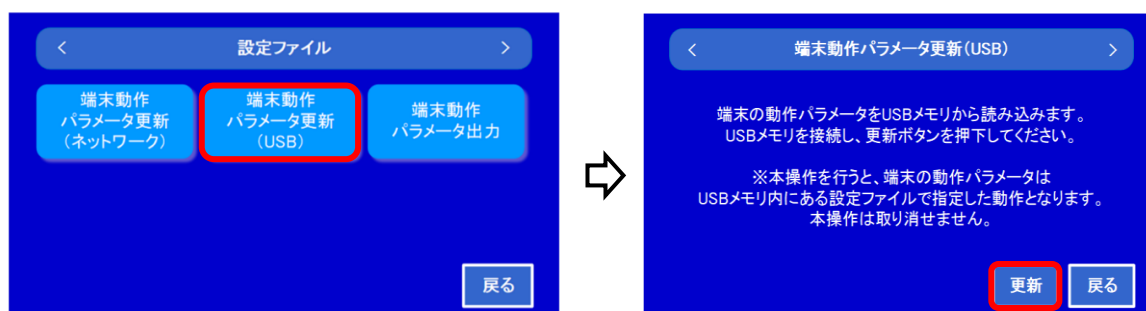 < 設定ファイル >
端末動作
パラメータ更新
(ネットワーク)
端末動作
パラメータ更新
(USB)
端末動作
パラメータ出力
戻る
< 端末動作パラメータ更新(USB) >
端末の動作パラメータをUSBメモリから読み込みます。
USBメモリを接続し、更新ボタンを押下してください。
※本操作を行うと、端末の動作パラメータは
USBメモリ内にある設定ファイルで指定した動作となります。
本操作は取り消せません。
更新
戻る